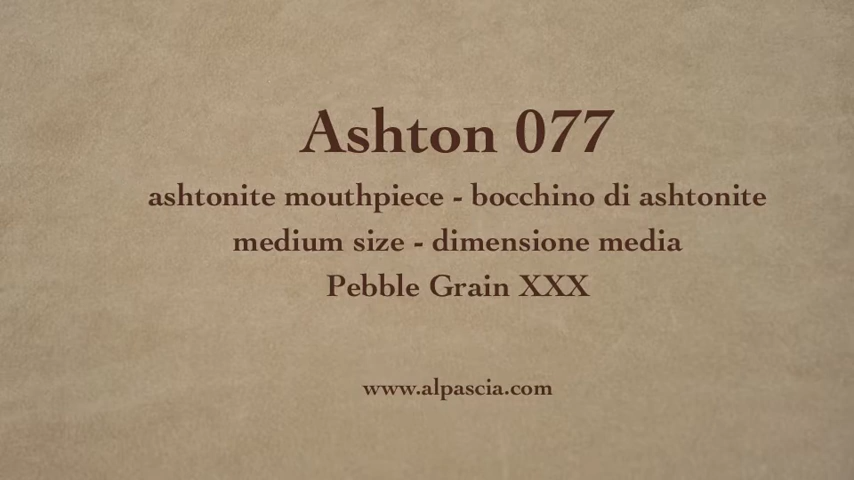 Ashton 077
ashtonite mouthpiece - bocchino di ashtonite
medium size - dimensione media
Pebble Grain XXX
www.alpascia.com